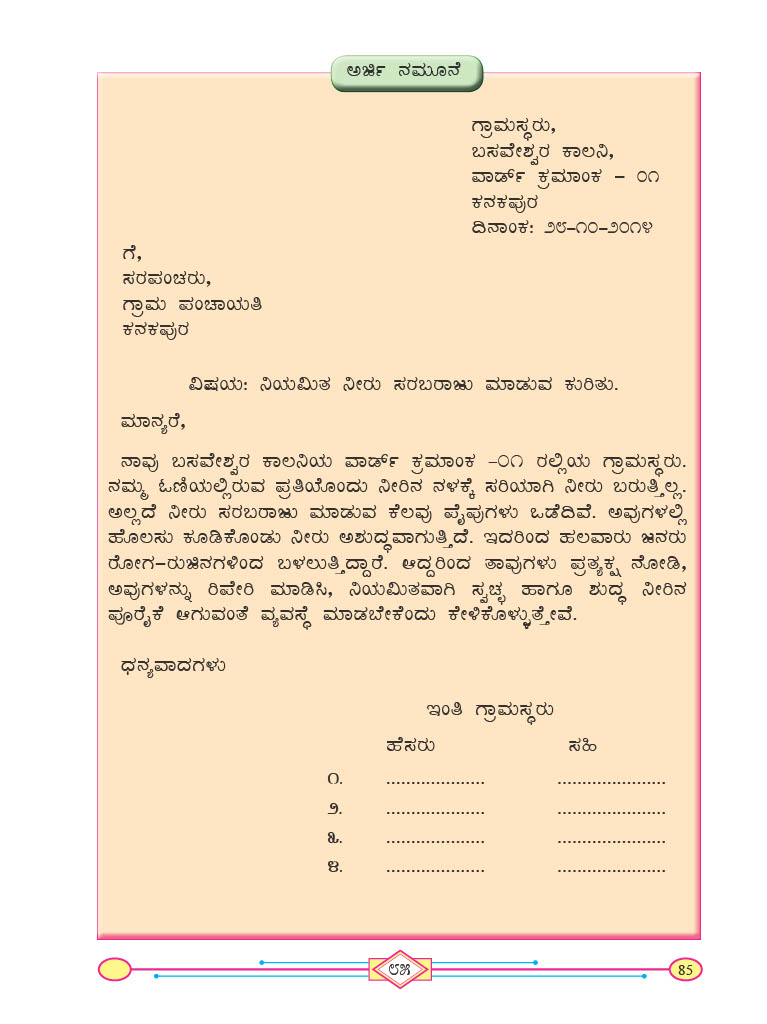 ಅರ್ಜಿ ನಮೂನೆ
ಗ್ರಾಮಸ್ಥರು,
ಬಸವೇಶ್ವರ ಕಾಲನಿ,
ವಾರ್ಡ್ ಕ್ರಮಾಂಕ – ೦೧
ಕನಕಪುರ
ದಿನಾಂಕ: ೨೮–೧೦–೨೦೧೪
ಗೆ,
ಸರಪಂಚರು,
ಗ್ರಾಮ ಪಂಚಾಯತಿ
ಕನಕಪುರ
ವಿಷಯ: ನಿಯಮಿತ ನೀರು ಸರಬರಾಜು ಮಾಡುವ ಕುರಿತು.
ಮಾನ್ಯರೆ,
ನಾವು ಬಸವೇಶ್ವರ ಕಾಲನಿಯ ವಾರ್ಡ್ ಕ್ರಮಾಂಕ –೦೧ ರಲ್ಲಿಯ ಗ್ರಾಮಸ್ಥರು.
ನಮ್ಮ ಓಣಿಯಲ್ಲಿರುವ ಪ್ರತಿಯೊಂದು ನೀರಿನ ನಳಕ್ಕೆ ಸರಿಯಾಗಿ ನೀರು ಬರುತ್ತಿಲ್ಲ.
ಅಲ್ಲದೆ ನೀರು ಸರಬರಾಜು ಮಾಡುವ ಕೆಲವು ಪೈಪುಗಳು ಒಡೆದಿವೆ. ಅವುಗಳಲ್ಲಿ
ಹೊಲಸು ಕೂಡಿಕೊಂಡು ನೀರು ಅಶುದ್ಧವಾಗುತ್ತಿದೆ. ಇದರಿಂದ ಹಲವಾರು ಜನರು
ರೋಗ–ರುಜಿನಗಳಿಂದ ಬಳಲುತ್ತಿದ್ದಾರೆ. ಆದ್ದರಿಂದ ತಾವುಗಳು ಪ್ರತ್ಯಕ್ಷ ನೋಡಿ,
ಅವುಗಳನ್ನು ರಿಪೇರಿ ಮಾಡಿಸಿ, ನಿಯಮಿತವಾಗಿ ಸ್ವಚ್ಛ ಹಾಗೂ ಶುದ್ಧ ನೀರಿನ
ಪೂರೈಕೆ ಆಗುವಂತೆ ವ್ಯವಸ್ಥೆ ಮಾಡಬೇಕೆಂದು ಕೇಳಿಕೊಳ್ಳುತ್ತೇವೆ.
ಧನ್ಯವಾದಗಳು
ಇಂತಿ ಗ್ರಾಮಸ್ಥರು
ಹೆಸರು ಸಹಿ
೧. .................... ......................
೨. .................... ......................
೩. .................... ......................
೪. .................... ......................
೮೫ 85